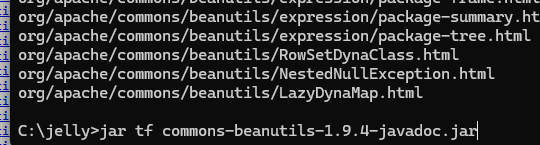 org/apache/commons/beanutils/expression/package-frame.html
org/apache/commons/beanutils/expression/package-summary.ht
org/apache/commons/beanutils/expression/package-tree.html
org/apache/commons/beanutils/RowSetDynaClass.html
org/apache/commons/beanutils/NestedNullException.html
org/apache/commons/beanutils/LazyDynaMap.html
C:\jelly>jar tf commons-beanutils-1.9.4-javadoc.jar